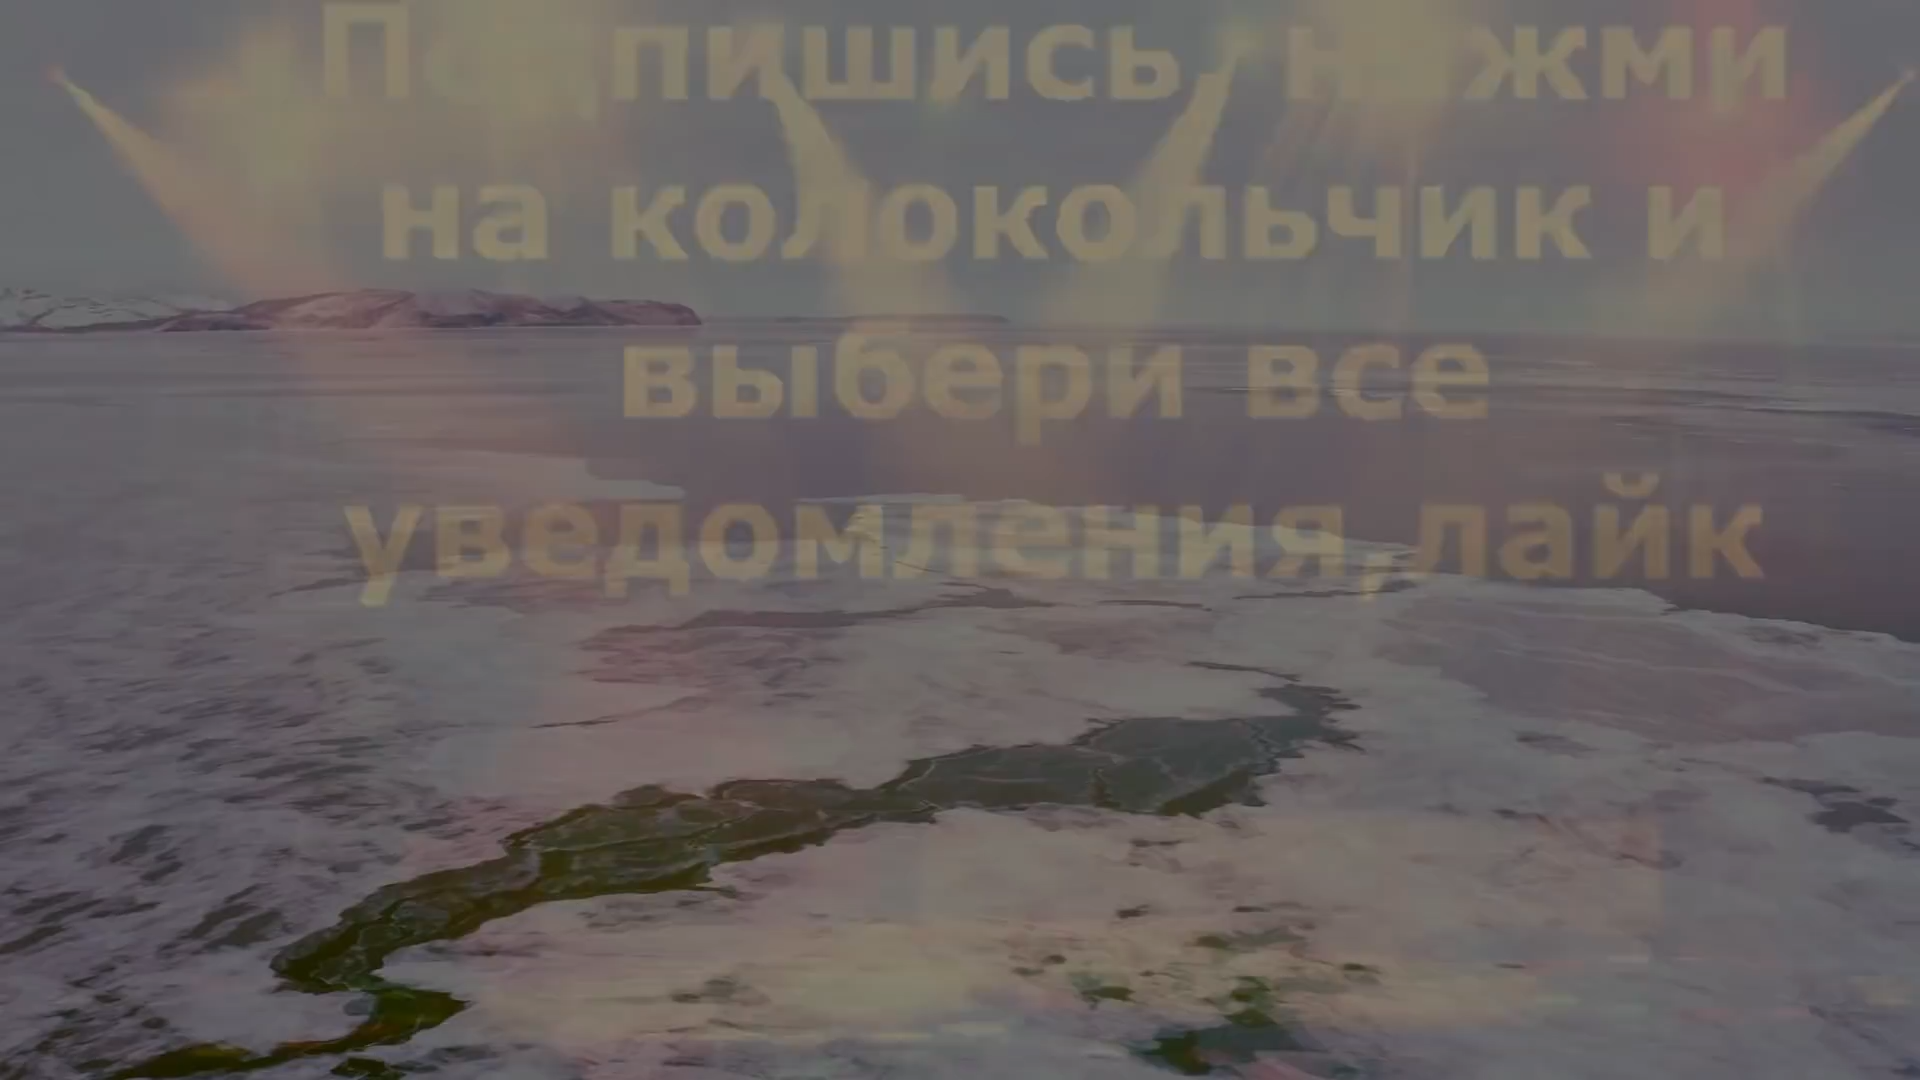 Подпишись, нажми
на колокольчик и
выбери все
уведомления,лайк